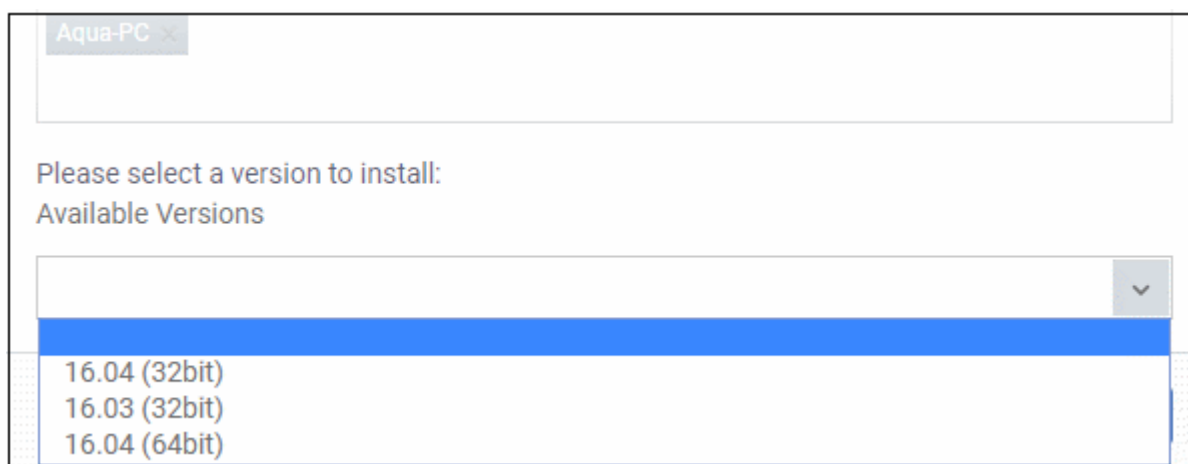 Aqua-PC ×
Please select a version to install:
Available Versions
16.04 (32bit)
16.03 (32bit)
16.04 (64bit)